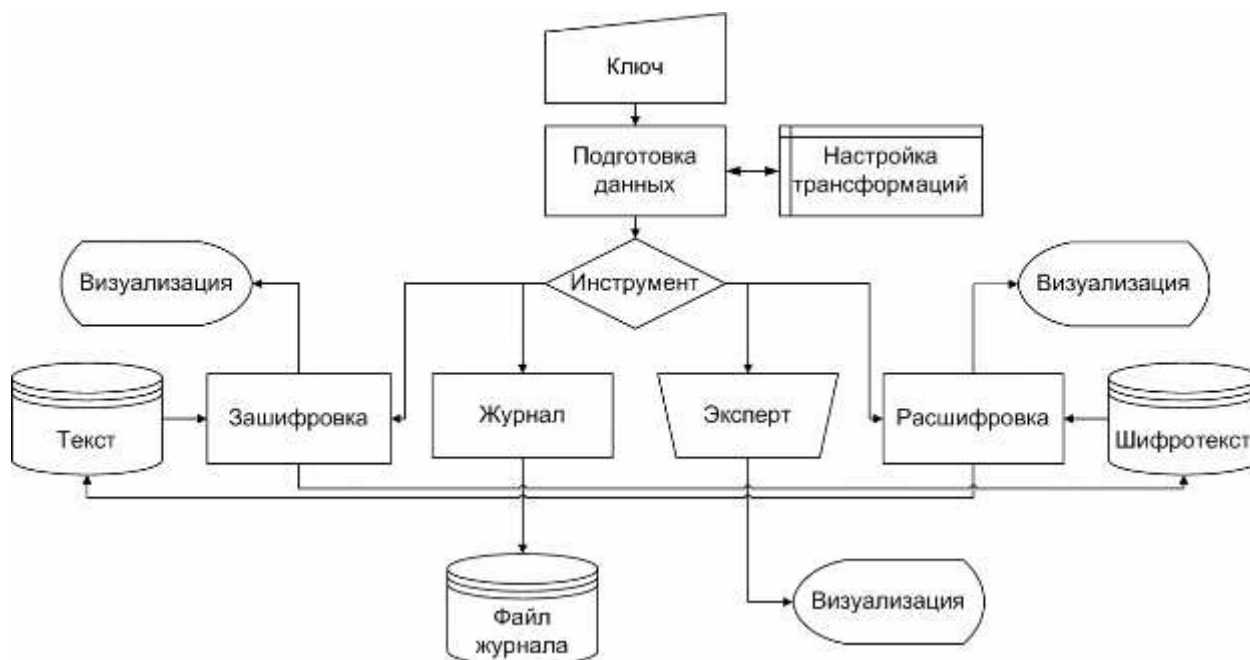 Ключ
Подготовка
данных
Настройка
трансформаций
Инструмент
Визуализация
Визуализация
Текст
Зашифровка
Журнал
Эксперт
Расшифровка
Шифротекст
Файл
журнала
Визуализация